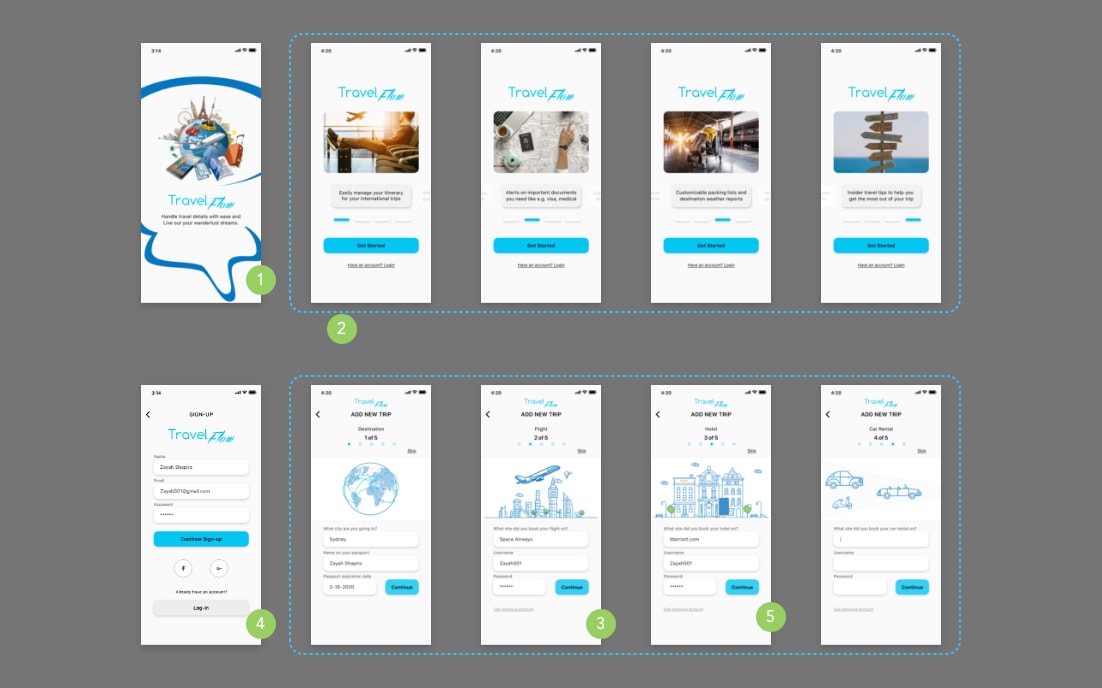 3:14
Travel Flow
Handle travel details with ease and
Live out your wanderlust dreams.
1
4:20
Travel Flow
Easily manage your itinerary
for your international trips
Get Started
Have an account? Login
4:20
Travel Flow
Alerts on important documents
you need like e.g. visa, medical
Get Started
Have an account? Login
4:20
Travel Flow
Customizable packing lists and
destination weather reports
Get Started
Have an account? Login
4:20
Travel Flow
Insider travel tips to help you
get the most out of your trip
Get Started
Have an account? Login
2
3:14
SIGN-UP
Travel Flow
Name
Zayah Shapiro
Email
Zayah501@gmail.com
Password
••••••
Continue Sign-up
f
G+
Already have an account?
Log-in
4
4:20
Travel Flow
ADD NEW TRIP
Destination
1 of 5
Skip
What city are you going in?
Sydney
Name on your passport
Zayah Shapiro
Passport expiration date
2-18-2020
Continue
4:20
Travel Flow
ADD NEW TRIP
Flight
2 of 5
Skip
What site did you book your flight on?
Space Airways
Username
Zayah501
Password
••••••
Continue
Use previous account
3
4:20
Travel Flow
ADD NEW TRIP
Hotel
3 of 5
Skip
What site did you book your hotel on?
Marriott.com
Username
Zayah501
Password
••••••
Continue
Use previous account
5
4:20
Travel Flow
ADD NEW TRIP
Car Rental
4 of 5
Skip
What site did you book your car rental on?
Username
Password
Continue
Use previous account